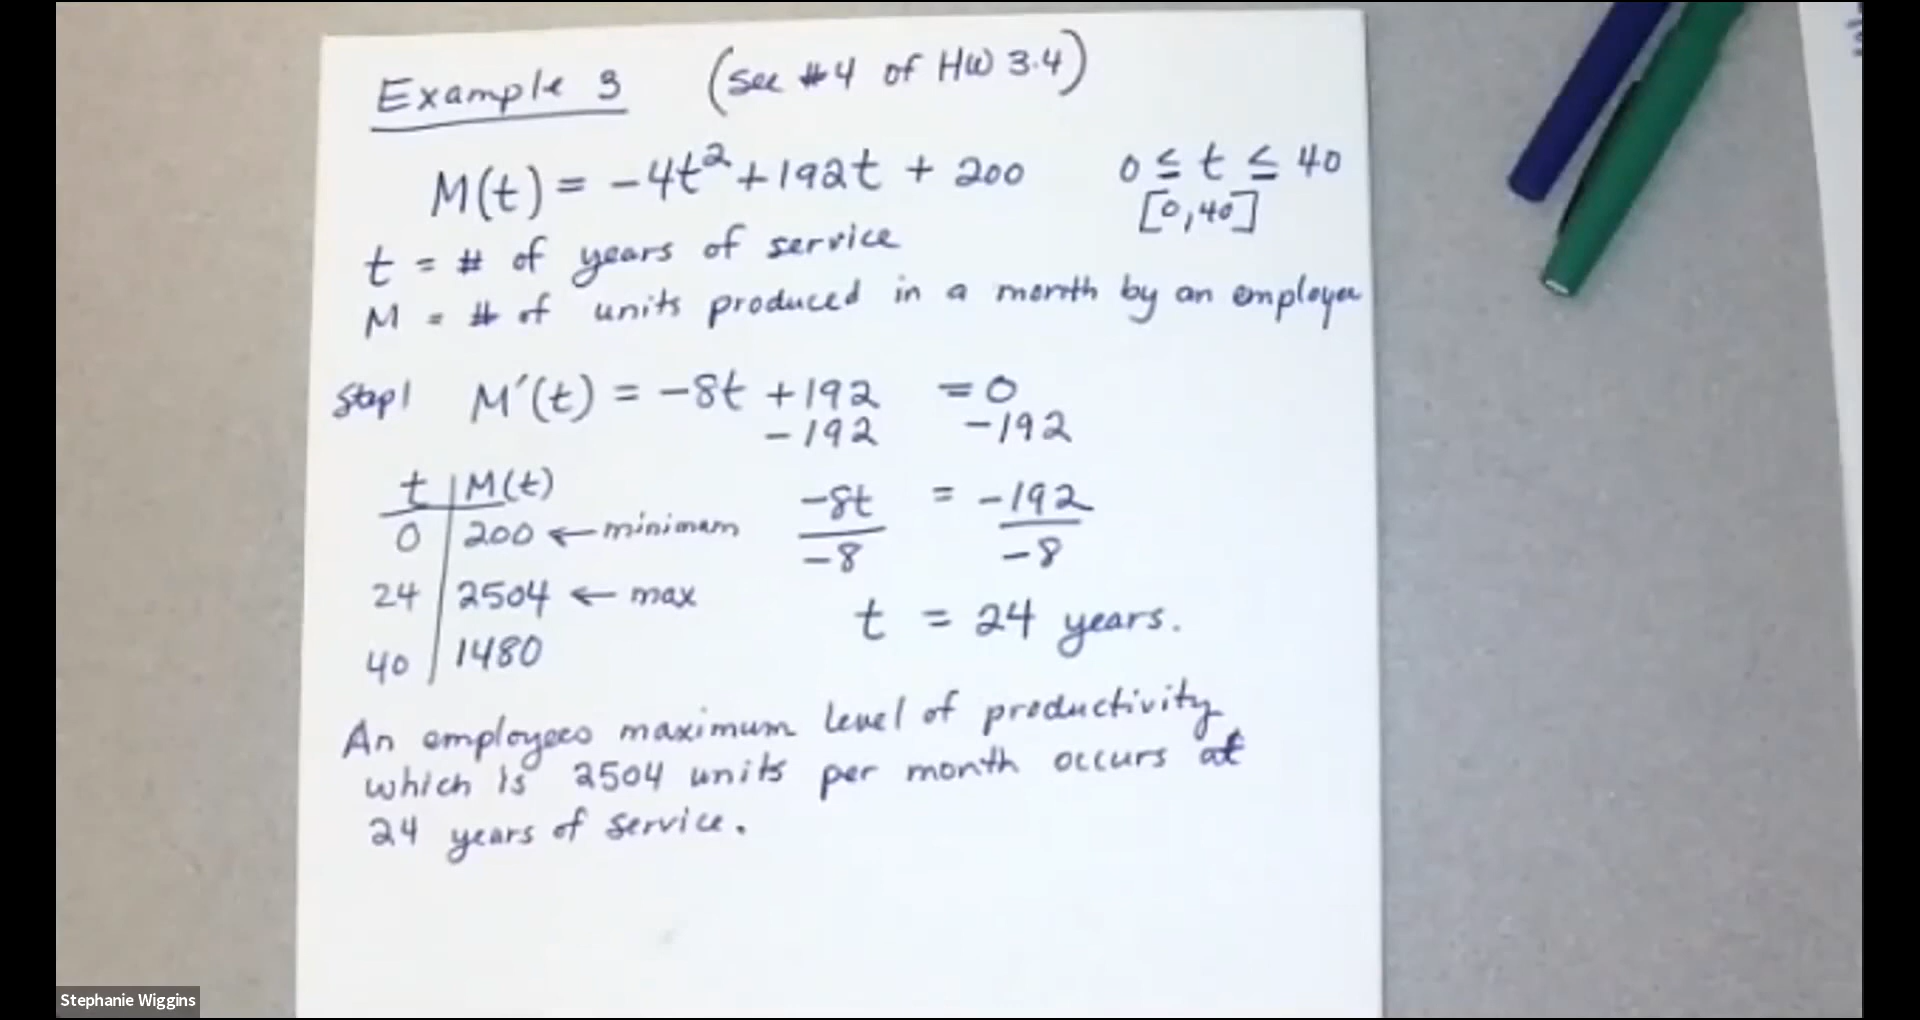 Example 3 (see #4 of HW 3.4)
M(t) = -4t² + 192t + 200 0 ≤ t ≤ 40
[0,40]
t = # of years of service
M = # of units produced in a month by an employee
Step 1 M´(t) = -8t + 192 = 0
-192 -192
t | M(t)
-8t/-8 = -192/-8
0 | 200 ← minimum
24 | 2504 ← max
t = 24 years.
40 | 1480
An employees maximum level of productivity
which is 2504 units per month occurs at
24 years of service.
Stephanie Wiggins